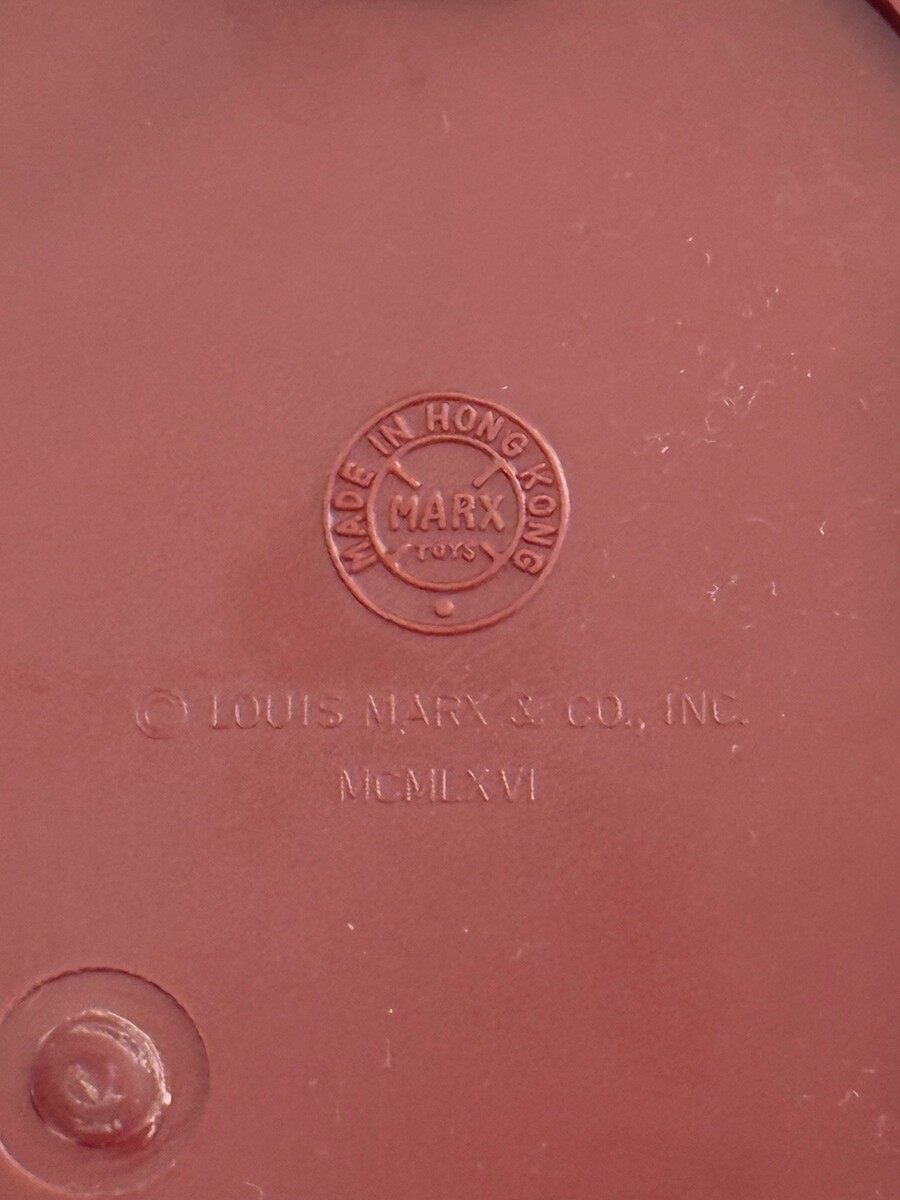 MADE IN HONG KONG
MARX
TOYS
© LOUIS MARX & CO., INC.
MCMLXVI